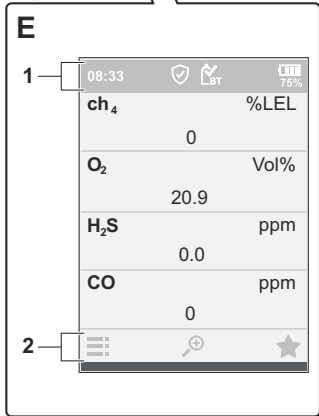 E
1
08:33 BT 75%
ch₄ %LEL
0
O₂ Vol%
20.9
H₂S ppm
0.0
CO ppm
0
2